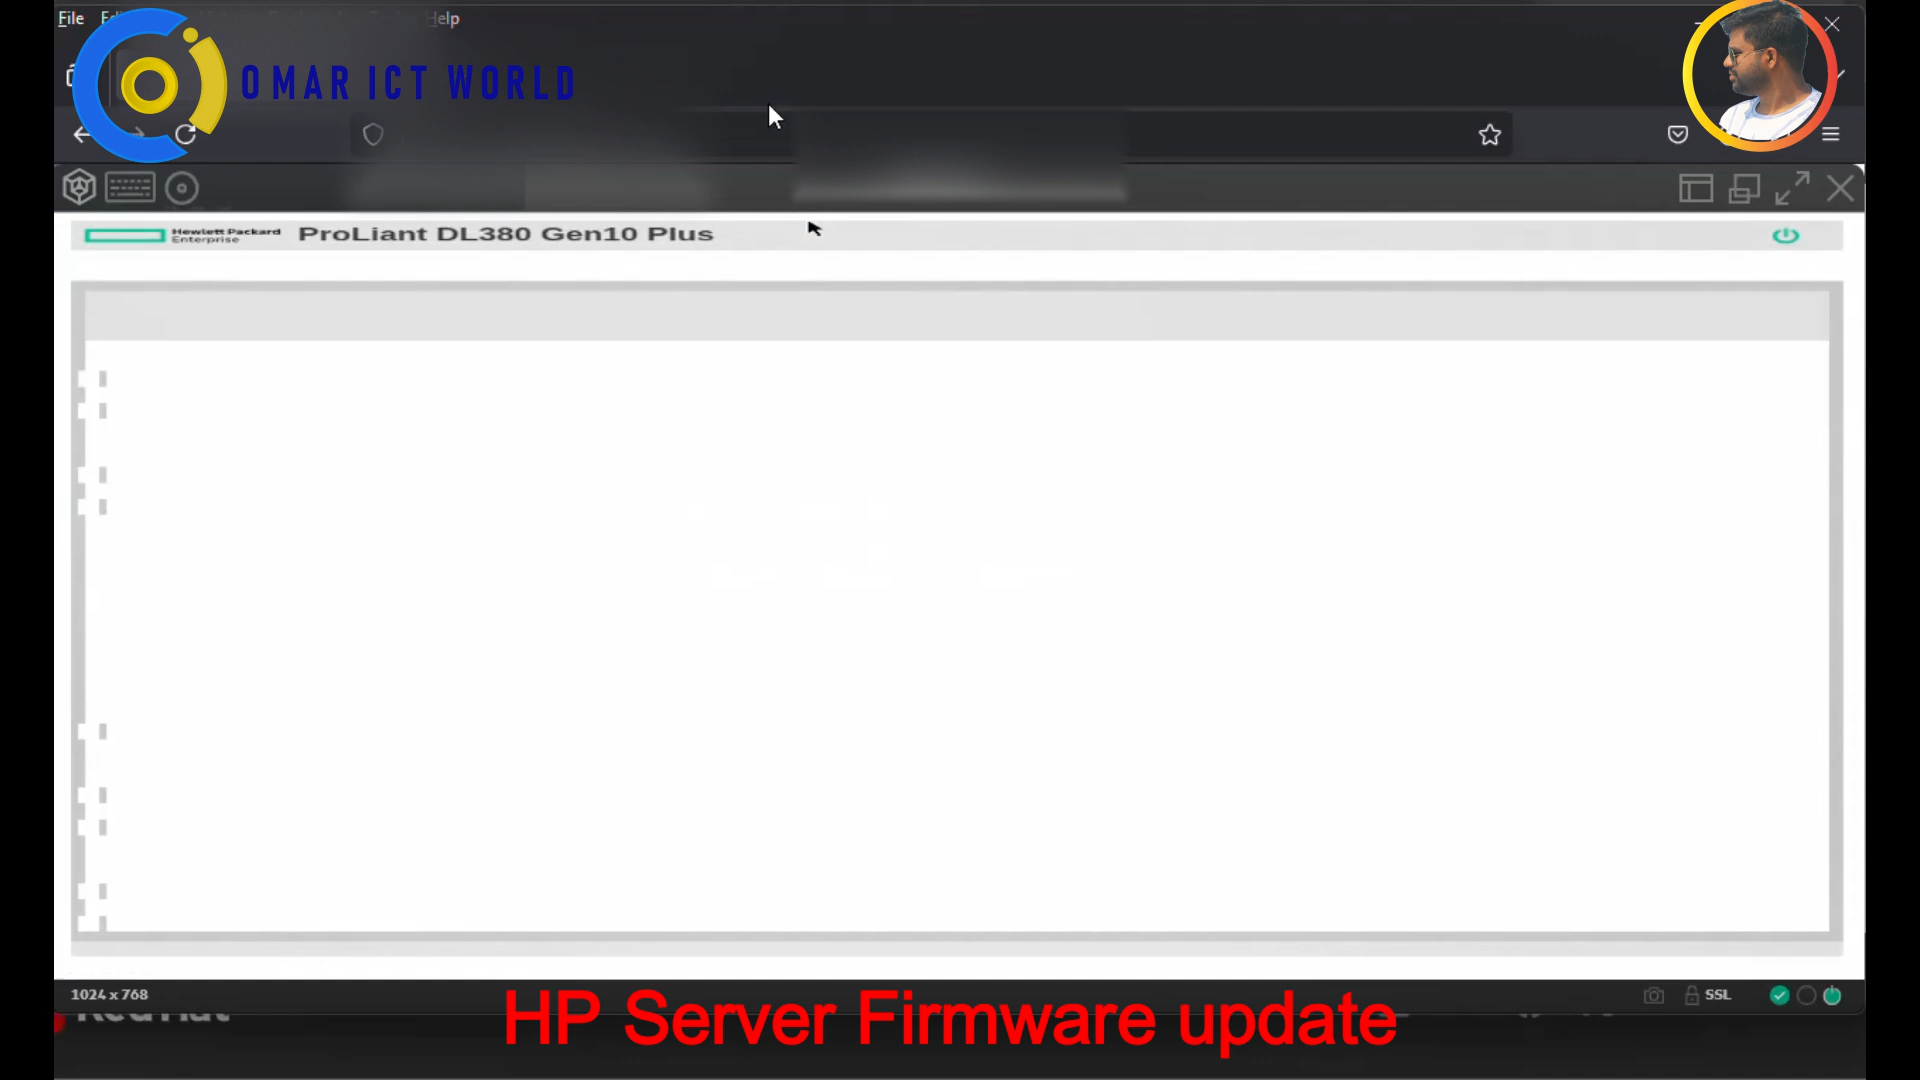 File Help
OMAR ICT WORLD
Hewlett Packard
Enterprise
ProLiant DL380 Gen10 Plus
1024 x 768
SSL
HP Server Firmware update